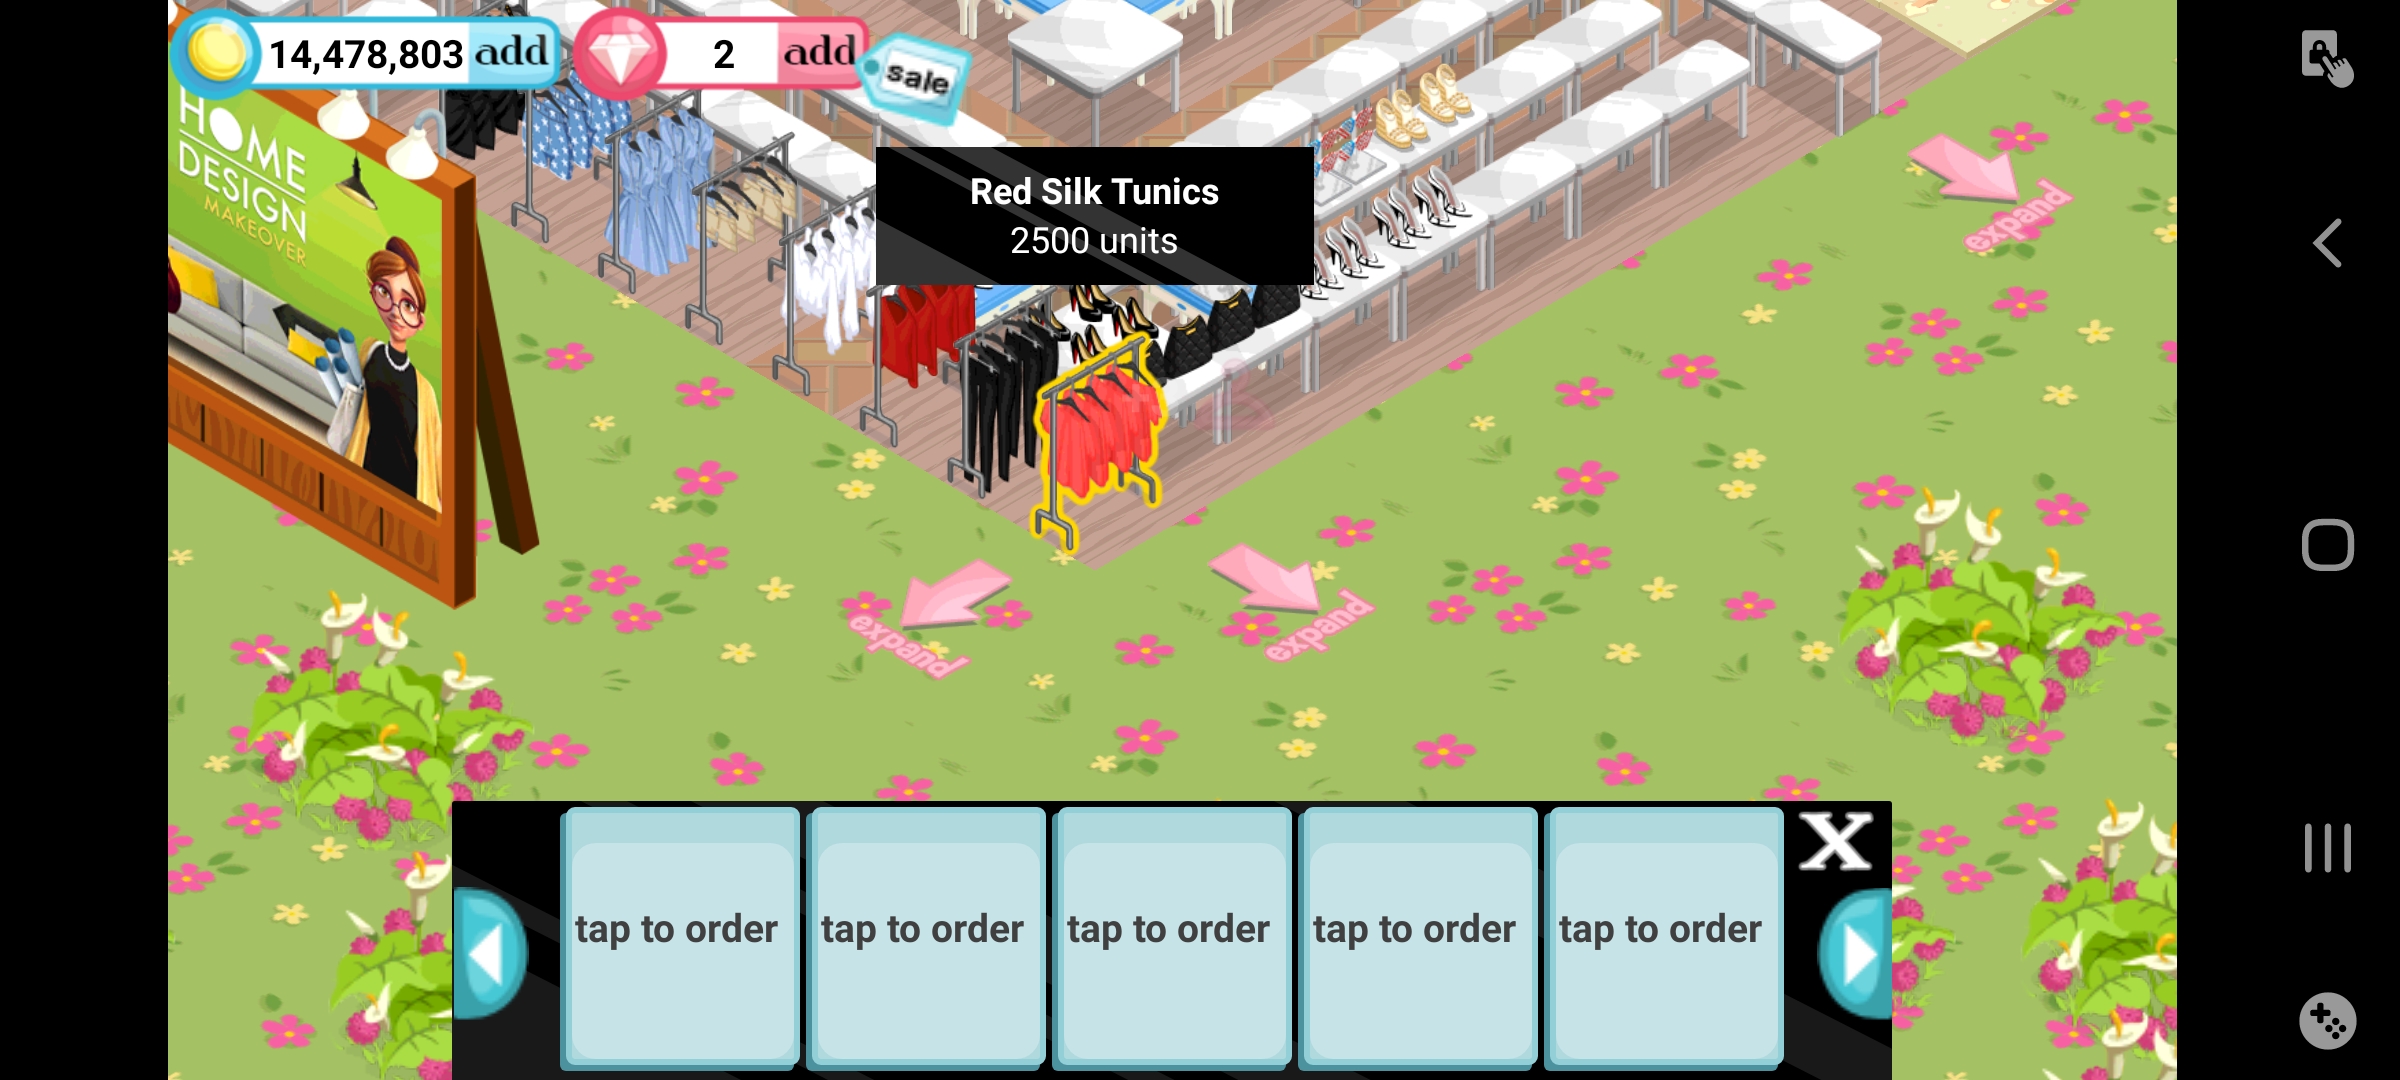 14,478,803 add
2 add
sale
HOME
DESIGN
MAKEOVER
Red Silk Tunics
2500 units
expand
expand
expand
X
tap to order
tap to order
tap to order
tap to order
tap to order